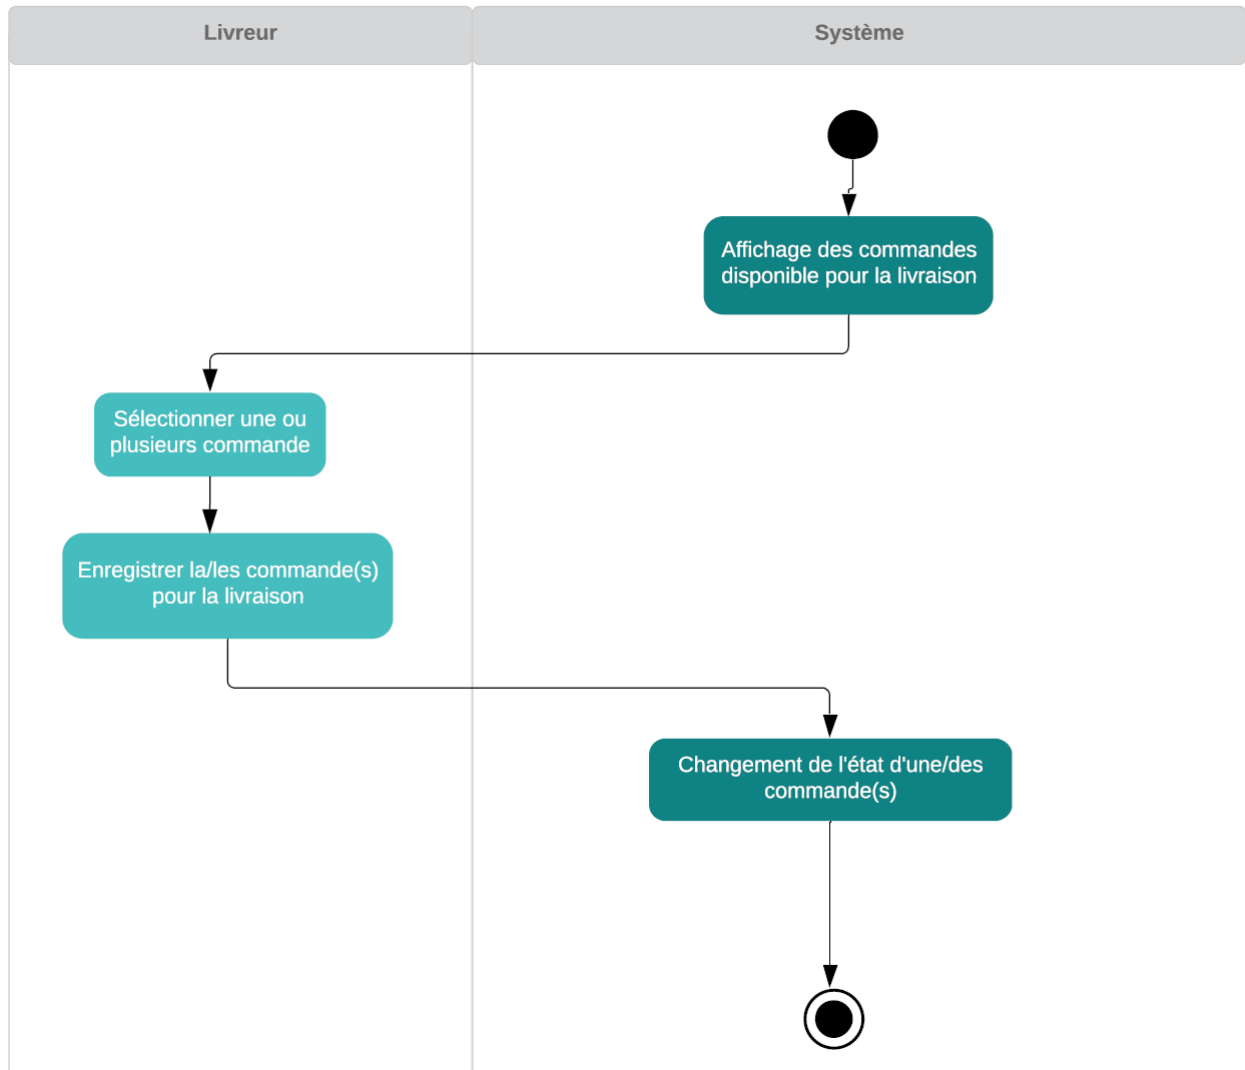 Livreur
Système
Affichage des commandes
disponible pour la livraison
Sélectionner une ou
plusieurs commande
Enregistrer la/les commande(s)
pour la livraison
Changement de l'état d'une/des
commande(s)